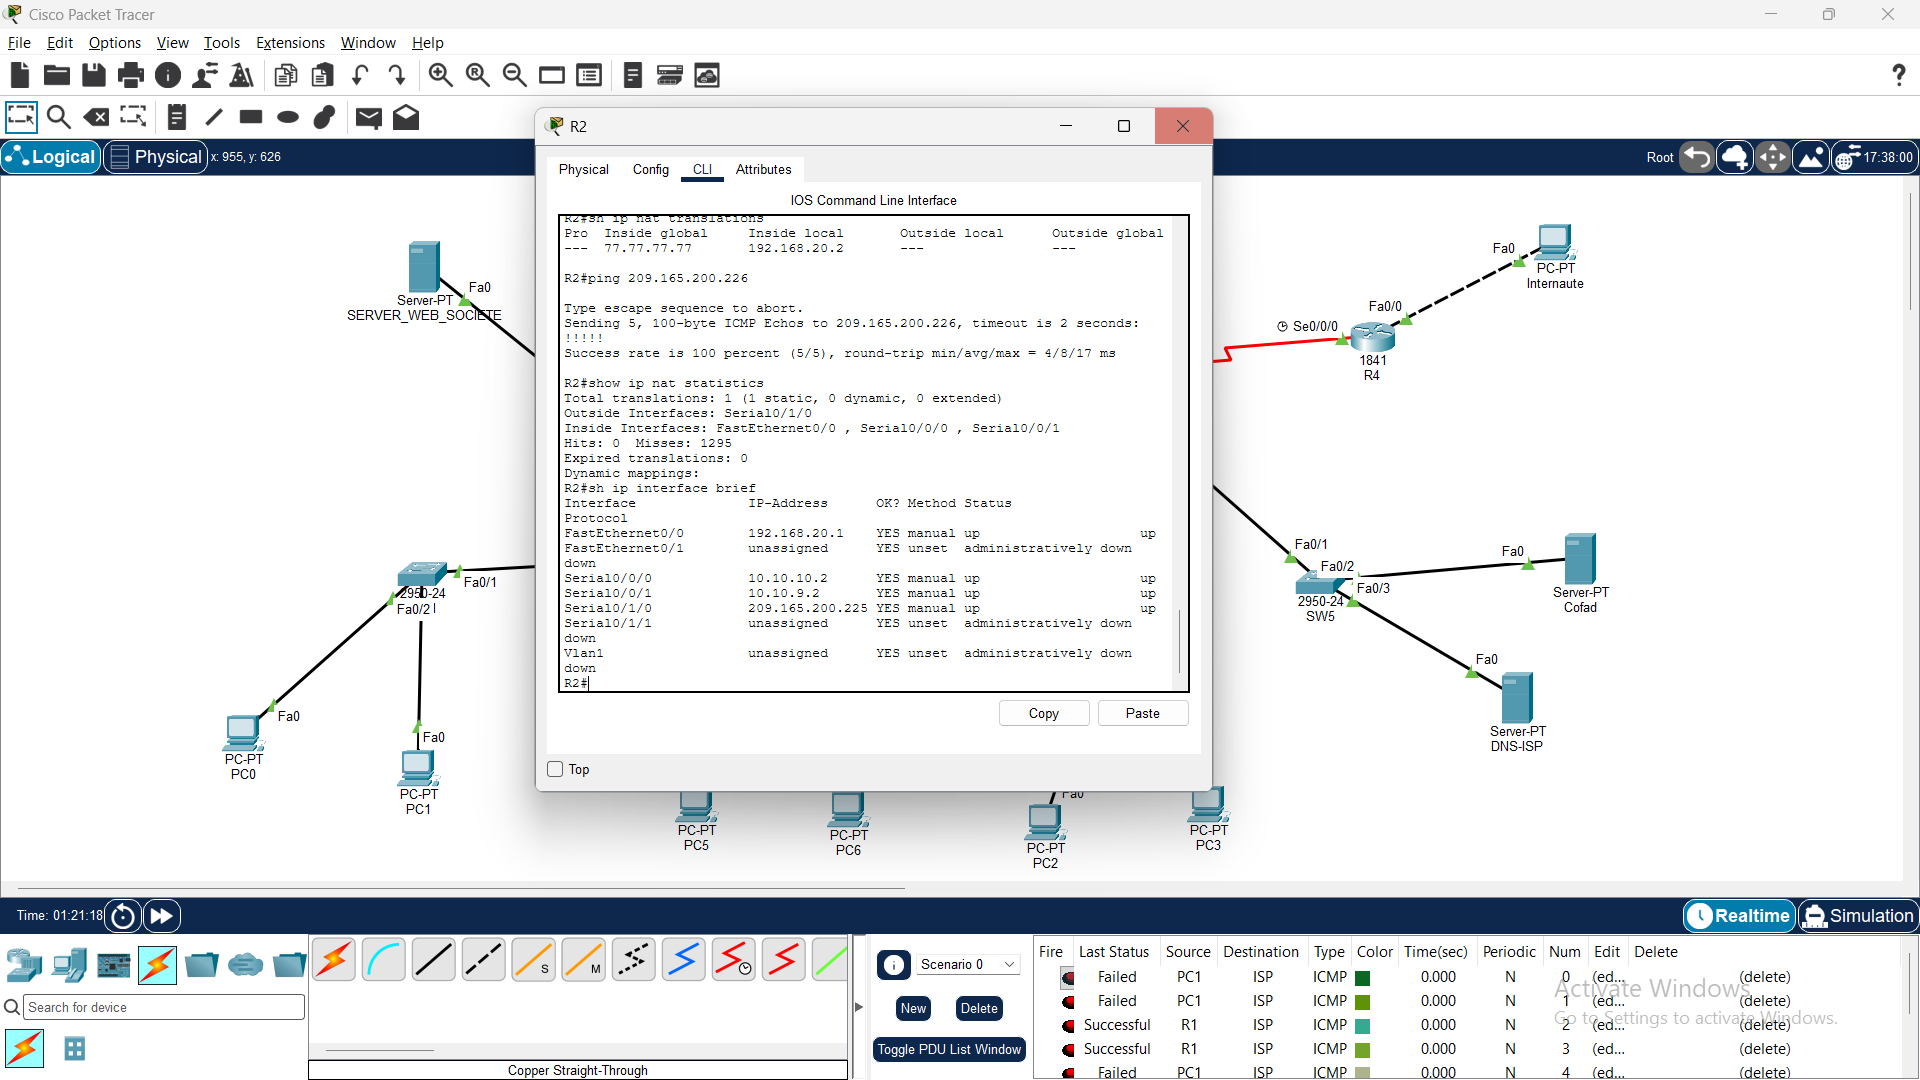 Cisco Packet Tracer
File Edit Options View Tools Extensions Window Help
Logical Physical x: 955, y: 626
Root 17:38:00
R2
Physical Config CLI Attributes
IOS Command Line Interface
R2#sh ip nat translations
Pro Inside global Inside local Outside local Outside global
--- 77.77.77.77 192.168.20.2 --- ---
R2#ping 209.165.200.226
Type escape sequence to abort.
Sending 5, 100-byte ICMP Echos to 209.165.200.226, timeout is 2 seconds:
!!!!!
Success rate is 100 percent (5/5), round-trip min/avg/max = 4/8/17 ms
R2#show ip nat statistics
Total translations: 1 (1 static, 0 dynamic, 0 extended)
Outside Interfaces: Serial0/1/0
Inside Interfaces: FastEthernet0/0 , Serial0/0/0 , Serial0/0/1
Hits: 0 Misses: 1295
Expired translations: 0
Dynamic mappings:
R2#sh ip interface brief
Interface IP-Address OK? Method Status
Protocol
FastEthernet0/0 192.168.20.1 YES manual up up
FastEthernet0/1 unassigned YES unset administratively down
down
Serial0/0/0 10.10.10.2 YES manual up up
Serial0/0/1 10.10.9.2 YES manual up up
Serial0/1/0 209.165.200.225 YES manual up up
Serial0/1/1 unassigned YES unset administratively down
down
Vlan1 unassigned YES unset administratively down
down
R2#
Copy Paste
Top
Fa0
Server-PT
SERVER_WEB_SOCIETE
Fa0/1
2950-24
Fa0/2
Fa0
PC-PT
PC0
Fa0
PC-PT
PC1
PC-PT
PC5
PC-PT
PC6
Fa0
PC-PT
PC2
PC-PT
PC3
Fa0
PC-PT
Internaute
Fa0/0
Se0/0/0
1841
R4
Fa0/1
Fa0/2
Fa0/3
2950-24
SW5
Fa0
Server-PT
Cofad
Fa0
Server-PT
DNS-ISP
Time: 01:21:18
Realtime Simulation
Search for device
S
M
Copper Straight-Through
Scenario 0
New Delete
Toggle PDU List Window
Fire Last Status Source Destination Type Color Time(sec) Periodic Num Edit Delete
Failed PC1 ISP ICMP 0.000 N 0 (ed... (delete)
Failed PC1 ISP ICMP 0.000 N 1 (ed... (delete)
Successful R1 ISP ICMP 0.000 N 2 (ed... (delete)
Successful R1 ISP ICMP 0.000 N 3 (ed... (delete)
Failed PC1 ISP ICMP 0.000 N 4 (ed... (delete)
Activate Windows
Go to Settings to activate Windows.